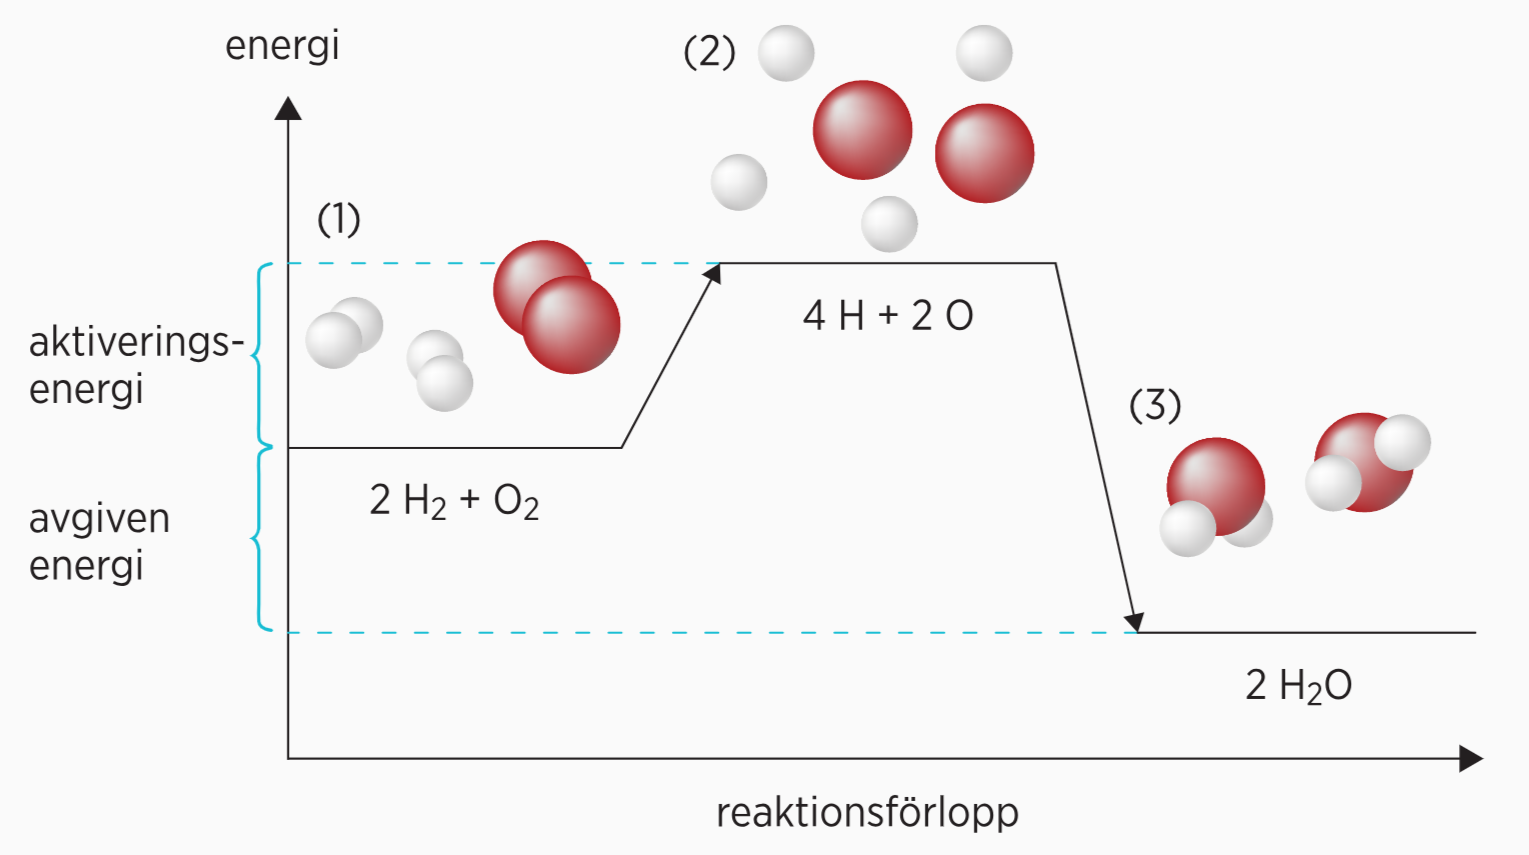 energi
(2)
(1)
4 H + 2 O
aktiverings-
energi
(3)
2 H₂ + O₂
avgiven
energi
2 H₂O
reaktionsförlopp